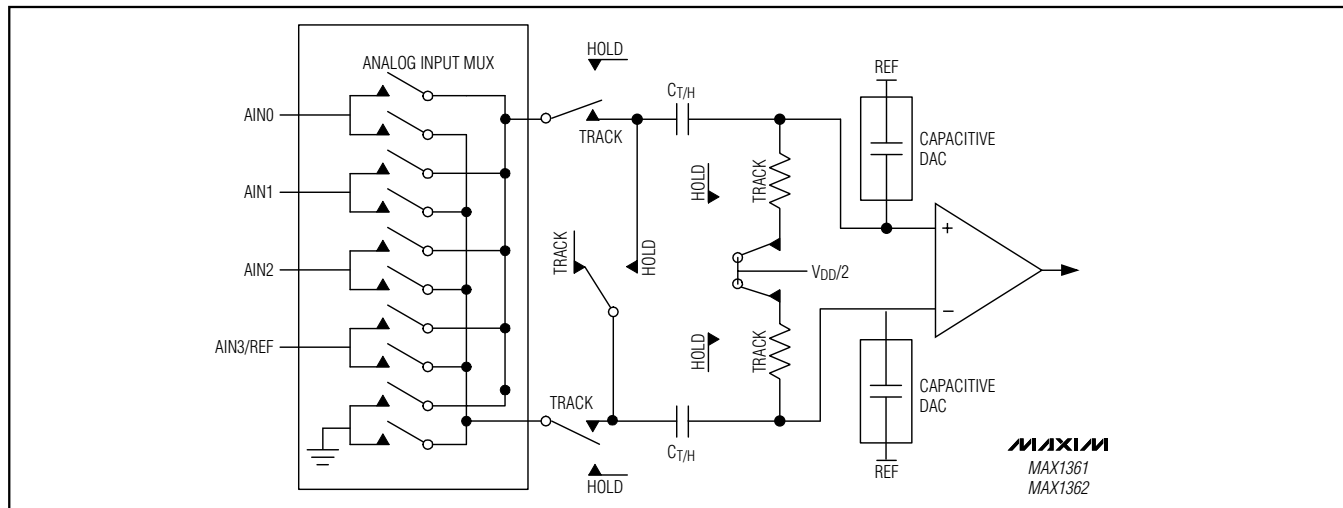 HOLD
ANALOG INPUT MUX
REF
CT/H
AIN0
TRACK
CAPACITIVE
DAC
HOLD
TRACK
AIN1
+
TRACK
HOLD
AIN2
VDD/2
−
HOLD
TRACK
AIN3/REF
TRACK
CAPACITIVE
DAC
CT/H
HOLD
REF
MAXIM
MAX1361
MAX1362